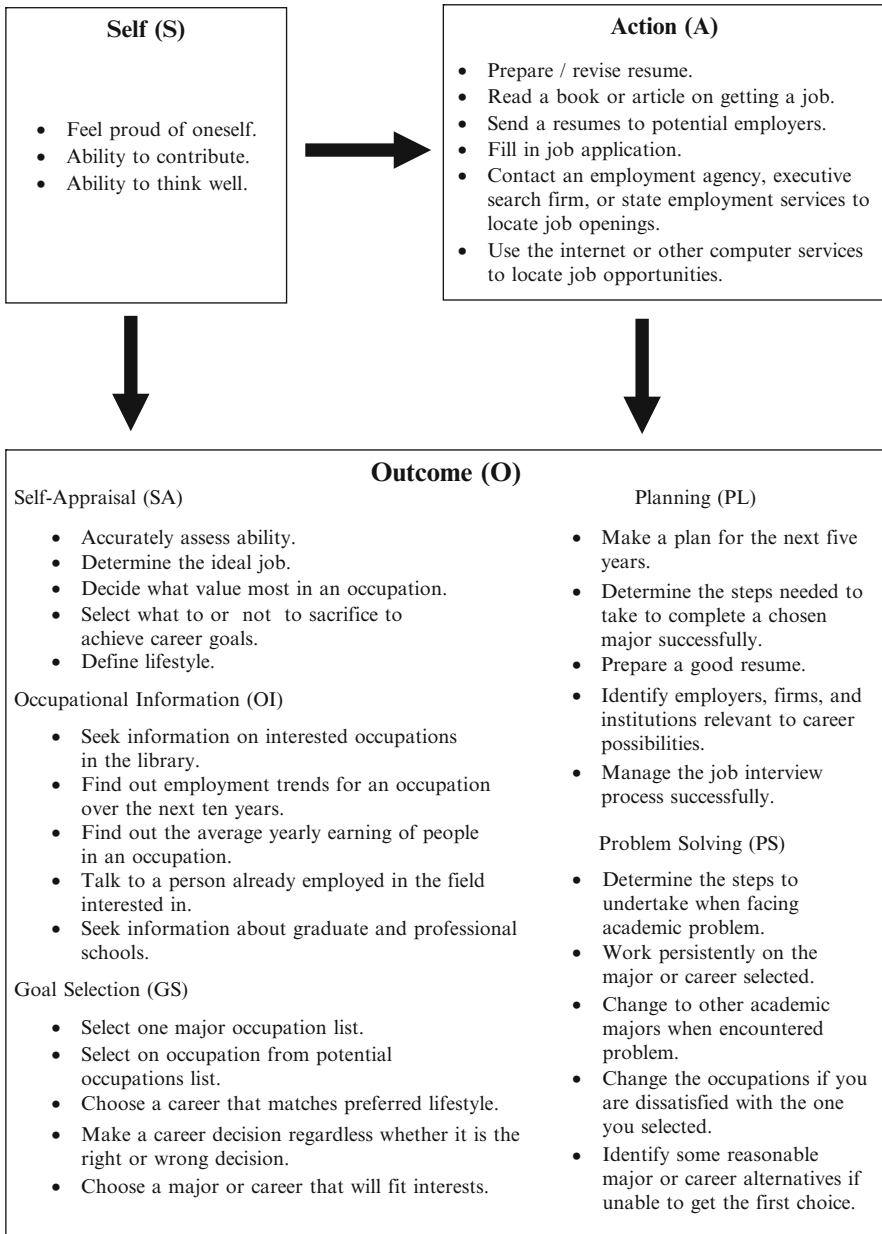 Self (S)
• Feel proud of oneself.
• Ability to contribute.
• Ability to think well.
Action (A)
• Prepare / revise resume.
• Read a book or article on getting a job.
• Send a resumes to potential employers.
• Fill in job application.
• Contact an employment agency, executive
search firm, or state employment services to
locate job openings.
• Use the internet or other computer services
to locate job opportunities.
Outcome (O)
Self-Appraisal (SA)
• Accurately assess ability.
• Determine the ideal job.
• Decide what value most in an occupation.
• Select what to or not to sacrifice to
achieve career goals.
• Define lifestyle.
Occupational Information (OI)
• Seek information on interested occupations
in the library.
• Find out employment trends for an occupation
over the next ten years.
• Find out the average yearly earning of people
in an occupation.
• Talk to a person already employed in the field
interested in.
• Seek information about graduate and professional
schools.
Goal Selection (GS)
• Select one major occupation list.
• Select on occupation from potential
occupations list.
• Choose a career that matches preferred lifestyle.
• Make a career decision regardless whether it is the
right or wrong decision.
• Choose a major or career that will fit interests.
Planning (PL)
• Make a plan for the next five
years.
• Determine the steps needed to
take to complete a chosen
major successfully.
• Prepare a good resume.
• Identify employers, firms, and
institutions relevant to career
possibilities.
• Manage the job interview
process successfully.
Problem Solving (PS)
• Determine the steps to
undertake when facing
academic problem.
• Work persistently on the
major or career selected.
• Change to other academic
majors when encountered
problem.
• Change the occupations if you
are dissatisfied with the one
you selected.
• Identify some reasonable
major or career alternatives if
unable to get the first choice.